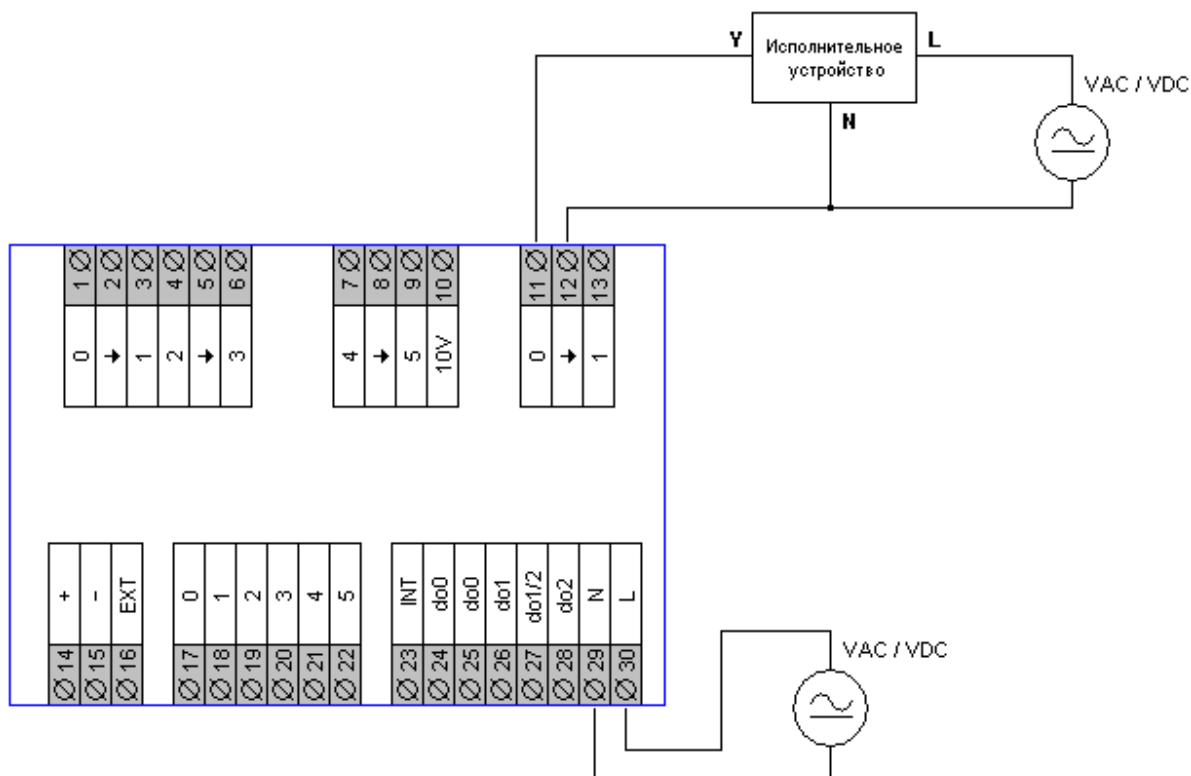 Y
Исполнительное
устройство
L
VAC / VDC
N
1 Ø
2 Ø
3 Ø
4 Ø
5 Ø
6 Ø
7 Ø
8 Ø
9 Ø
10 Ø
11 Ø
12 Ø
13 Ø
0
1
2
3
4
5
10V
0
1
+
-
EXT
0
1
2
3
4
5
INT
do0
do0
do1
do1/2
do2
N
L
Ø 14
Ø 15
Ø 16
Ø 17
Ø 18
Ø 19
Ø 20
Ø 21
Ø 22
Ø 23
Ø 24
Ø 25
Ø 26
Ø 27
Ø 28
Ø 29
Ø 30
VAC / VDC